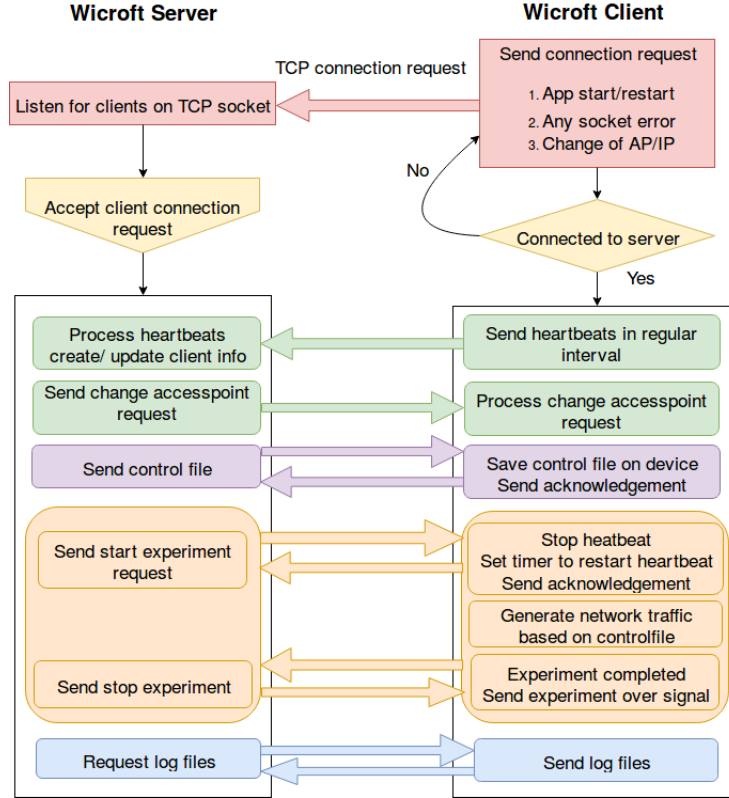 Wicroft Server
Wicroft Client
TCP connection request
Listen for clients on TCP socket
Send connection request
1. App start/restart
2. Any socket error
3. Change of AP/IP
No
Accept client connection
request
Connected to server
Yes
Process heartbeats
create/ update client info
Send heartbeats in regular
interval
Send change accesspoint
request
Process change accesspoint
request
Send control file
Save control file on device
Send acknowledgement
Send start experiment
request
Stop heatbeat
Set timer to restart heartbeat
Send acknowledgement
Generate network traffic
based on controlfile
Send stop experiment
Experiment completed
Send experiment over signal
Request log files
Send log files